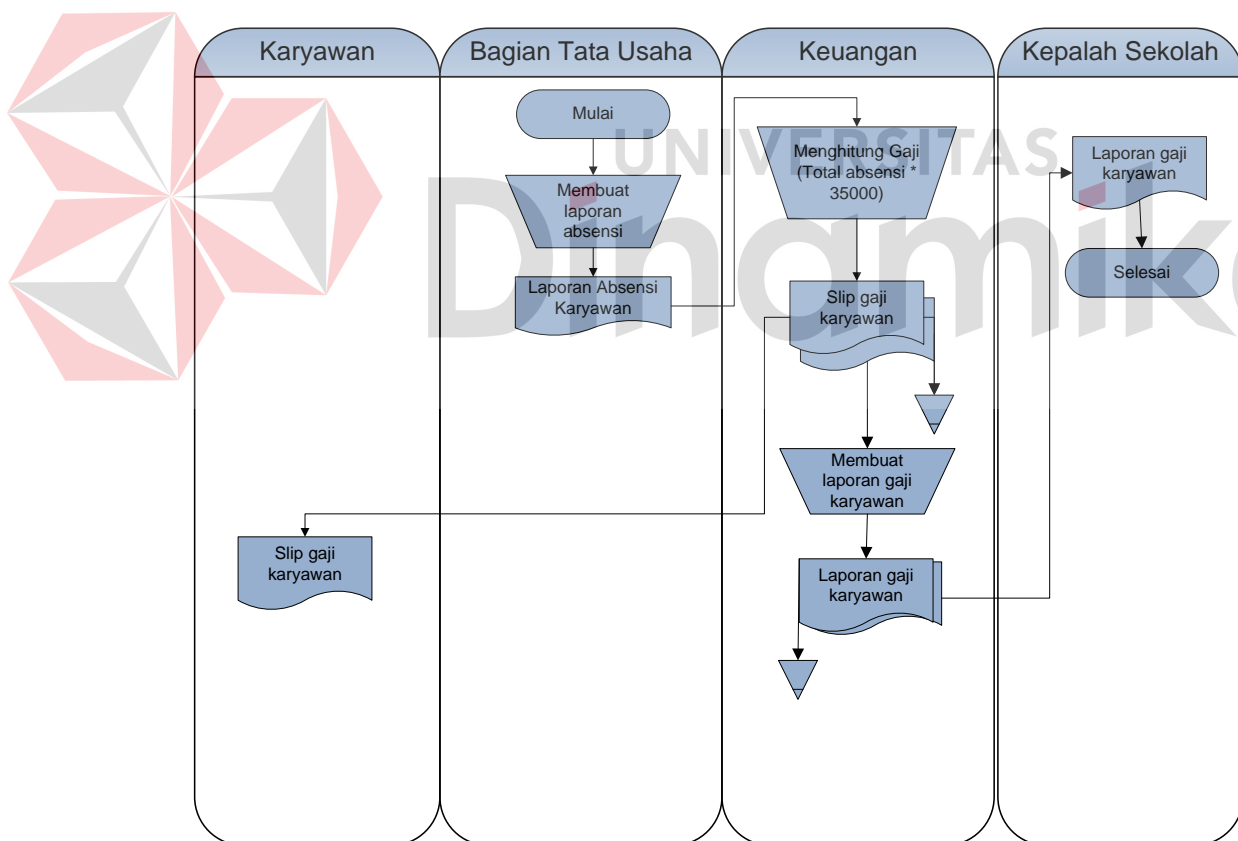 Karyawan
Bagian Tata Usaha
Keuangan
Kepalah Sekolah
Mulai
Membuat
laporan
absensi
Laporan Absensi
Karyawan
Menghitung Gaji
(Total absensi *
35000)
Slip gaji
karyawan
Membuat
laporan gaji
karyawan
Laporan gaji
karyawan
Slip gaji
karyawan
Laporan gaji
karyawan
Selesai
UNIVERSITAS
Dinamika